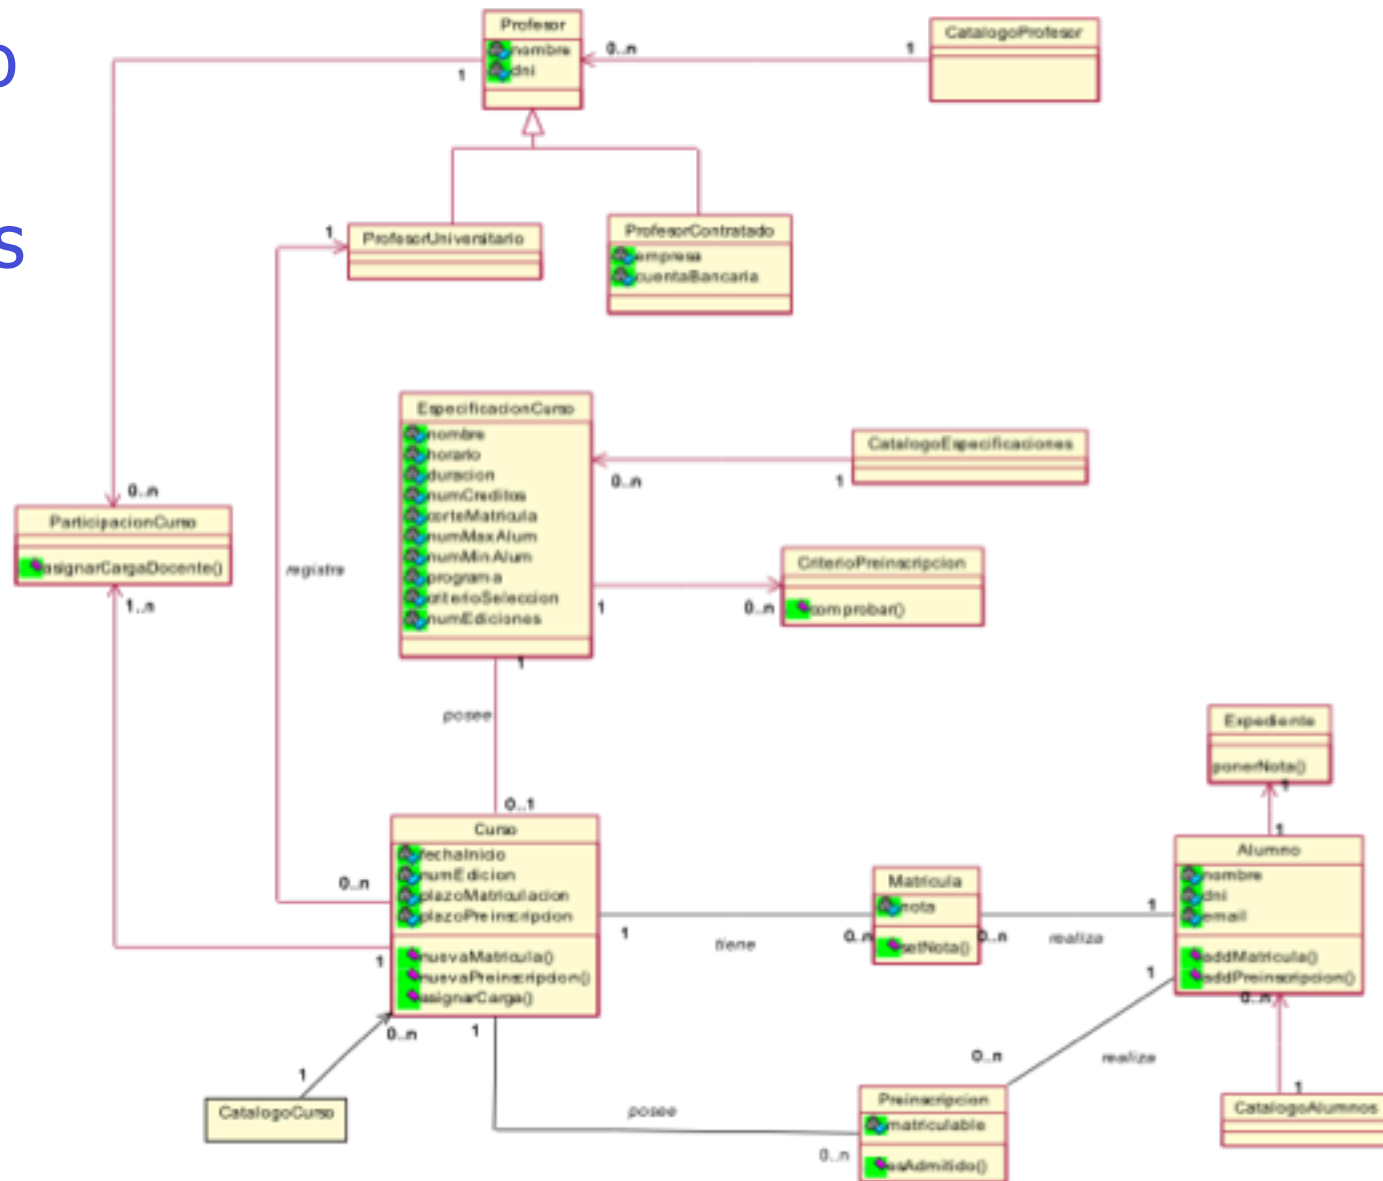 o
s
Profesor
nombre
dni
1
0..n
1
CatalogoProfesor
1
ProfesorUniversitario
ProfesorContratado
empresa
cuentaBancaria
EspecificacionCurso
nombre
horario
duracion
numCreditos
corteMatricula
numMaxAlum
numMinAlum
programa
criterioSeleccion
numEdiciones
0..n
1
CatalogoEspecificaciones
1
0..n
CriterioPreinscripcion
comprobar()
0..n
ParticipacionCurso
asignarCargaDocente()
1..n
registra
1
posee
0..1
Curso
fechaInicio
numEdicion
plazoMatriculacion
plazoPreinscripcion
nuevaMatricula()
nuevaPreinscripcion()
asignarCarga()
0..n
1
1
tiene
0..n
Matricula
nota
setNota()
0..n
realiza
1
Expediente
ponerNota()
1
1
Alumno
nombre
dni
email
addMatricula()
addPreinscripcion()
1
0..n
0..n
realiza
0..n
1
1
CatalogoCurso
posee
0..n
Preinscripcion
matriculable
esAdmitido()
1
CatalogoAlumnos